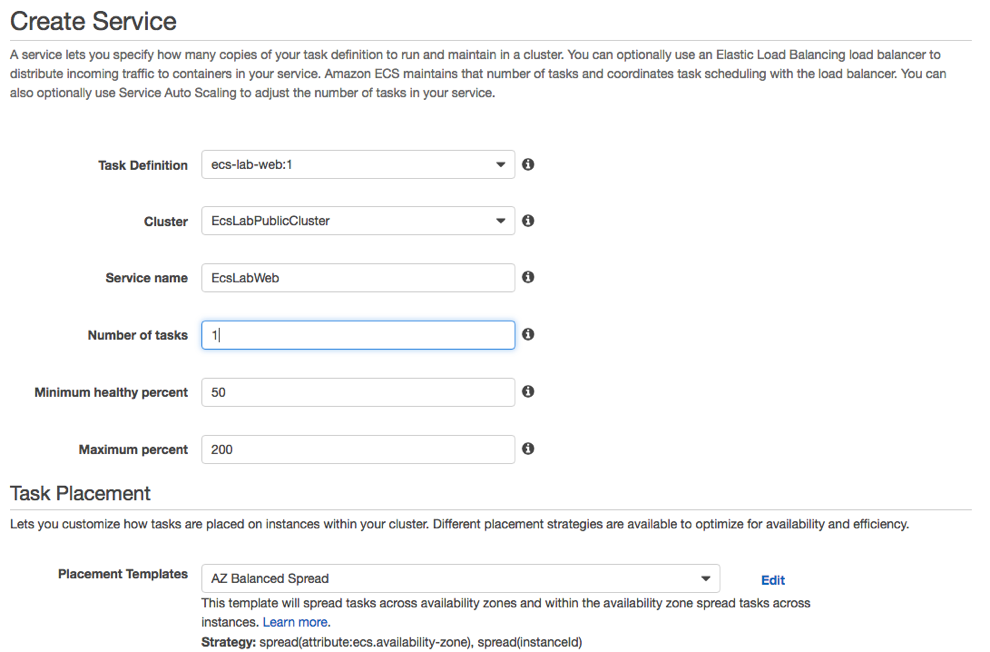 Create Service
A service lets you specify how many copies of your task definition to run and maintain in a cluster. You can optionally use an Elastic Load Balancing load balancer to
distribute incoming traffic to containers in your service. Amazon ECS maintains that number of tasks and coordinates task scheduling with the load balancer. You can
also optionally use Service Auto Scaling to adjust the number of tasks in your service.
Task Definition ecs-lab-web:1
Cluster EcsLabPublicCluster
Service name EcsLabWeb
Number of tasks 1
Minimum healthy percent 50
Maximum percent 200
Task Placement
Lets you customize how tasks are placed on instances within your cluster. Different placement strategies are available to optimize for availability and efficiency.
Placement Templates AZ Balanced Spread Edit
This template will spread tasks across availability zones and within the availability zone spread tasks across
instances. Learn more.
Strategy: spread(attribute:ecs.availability-zone), spread(instanceId)